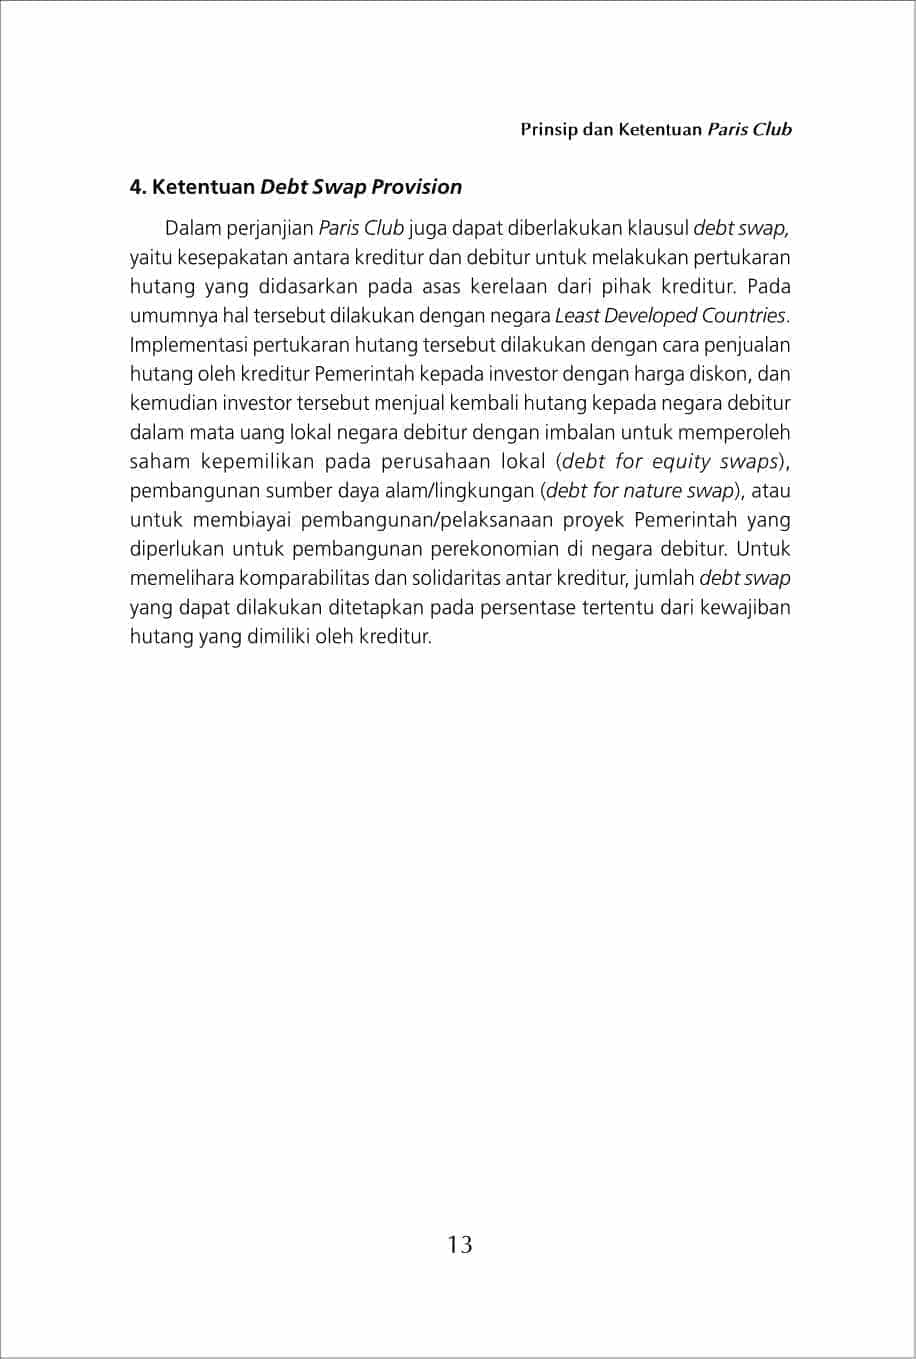 Prinsip dan Ketentuan Paris Club
4. Ketentuan Debt Swap Provision
Dalam perjanjian Paris Club juga dapat diberlakukan klausul debt swap,
yaitu kesepakatan antara kreditur dan debitur untuk melakukan pertukaran
hutang yang didasarkan pada asas kerelaan dari pihak kreditur. Pada
umumnya hal tersebut dilakukan dengan negara Least Developed Countries.
Implementasi pertukaran hutang tersebut dilakukan dengan cara penjualan
hutang oleh kreditur Pemerintah kepada investor dengan harga diskon, dan
kemudian investor tersebut menjual kembali hutang kepada negara debitur
dalam mata uang lokal negara debitur dengan imbalan untuk memperoleh
saham kepemilikan pada perusahaan lokal (debt for equity swaps),
pembangunan sumber daya alam/lingkungan (debt for nature swap), atau
untuk membiayai pembangunan/pelaksanaan proyek Pemerintah yang
diperlukan untuk pembangunan perekonomian di negara debitur. Untuk
memelihara komparabilitas dan solidaritas antar kreditur, jumlah debt swap
yang dapat dilakukan ditetapkan pada persentase tertentu dari kewajiban
hutang yang dimiliki oleh kreditur.
13